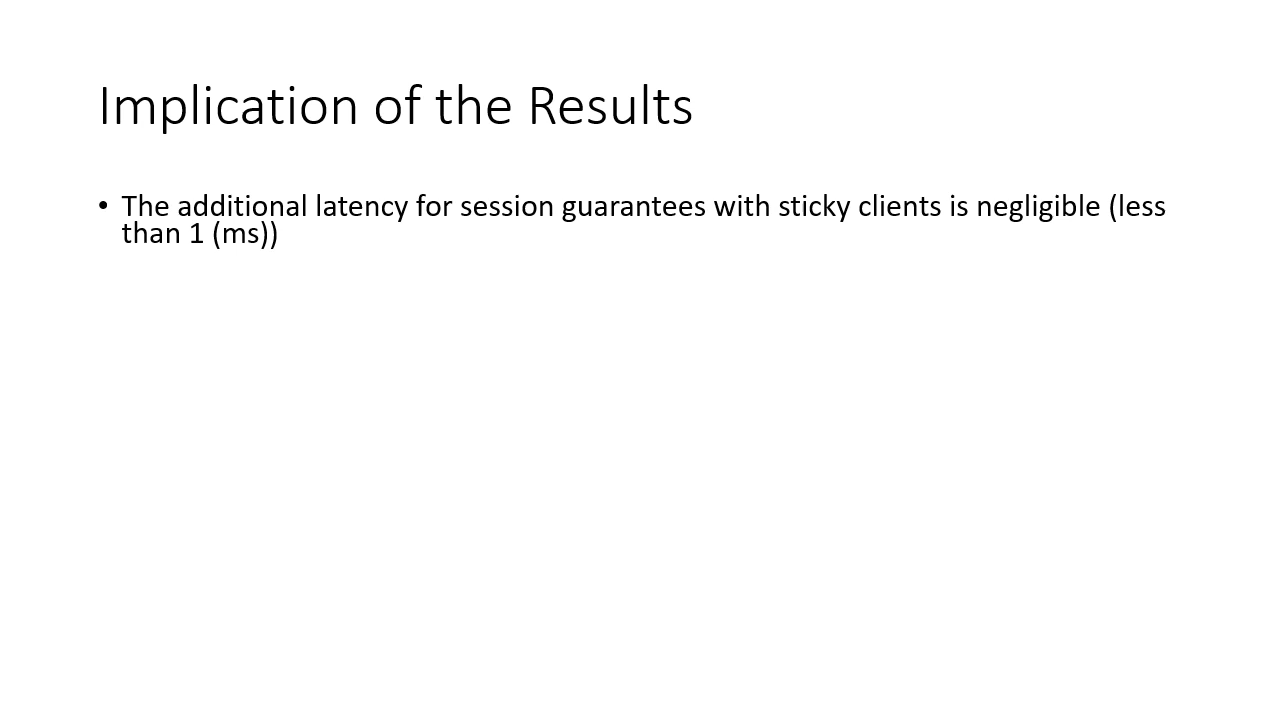 Implication of the Results
• The additional latency for session guarantees with sticky clients is negligible (less
than 1 (ms))